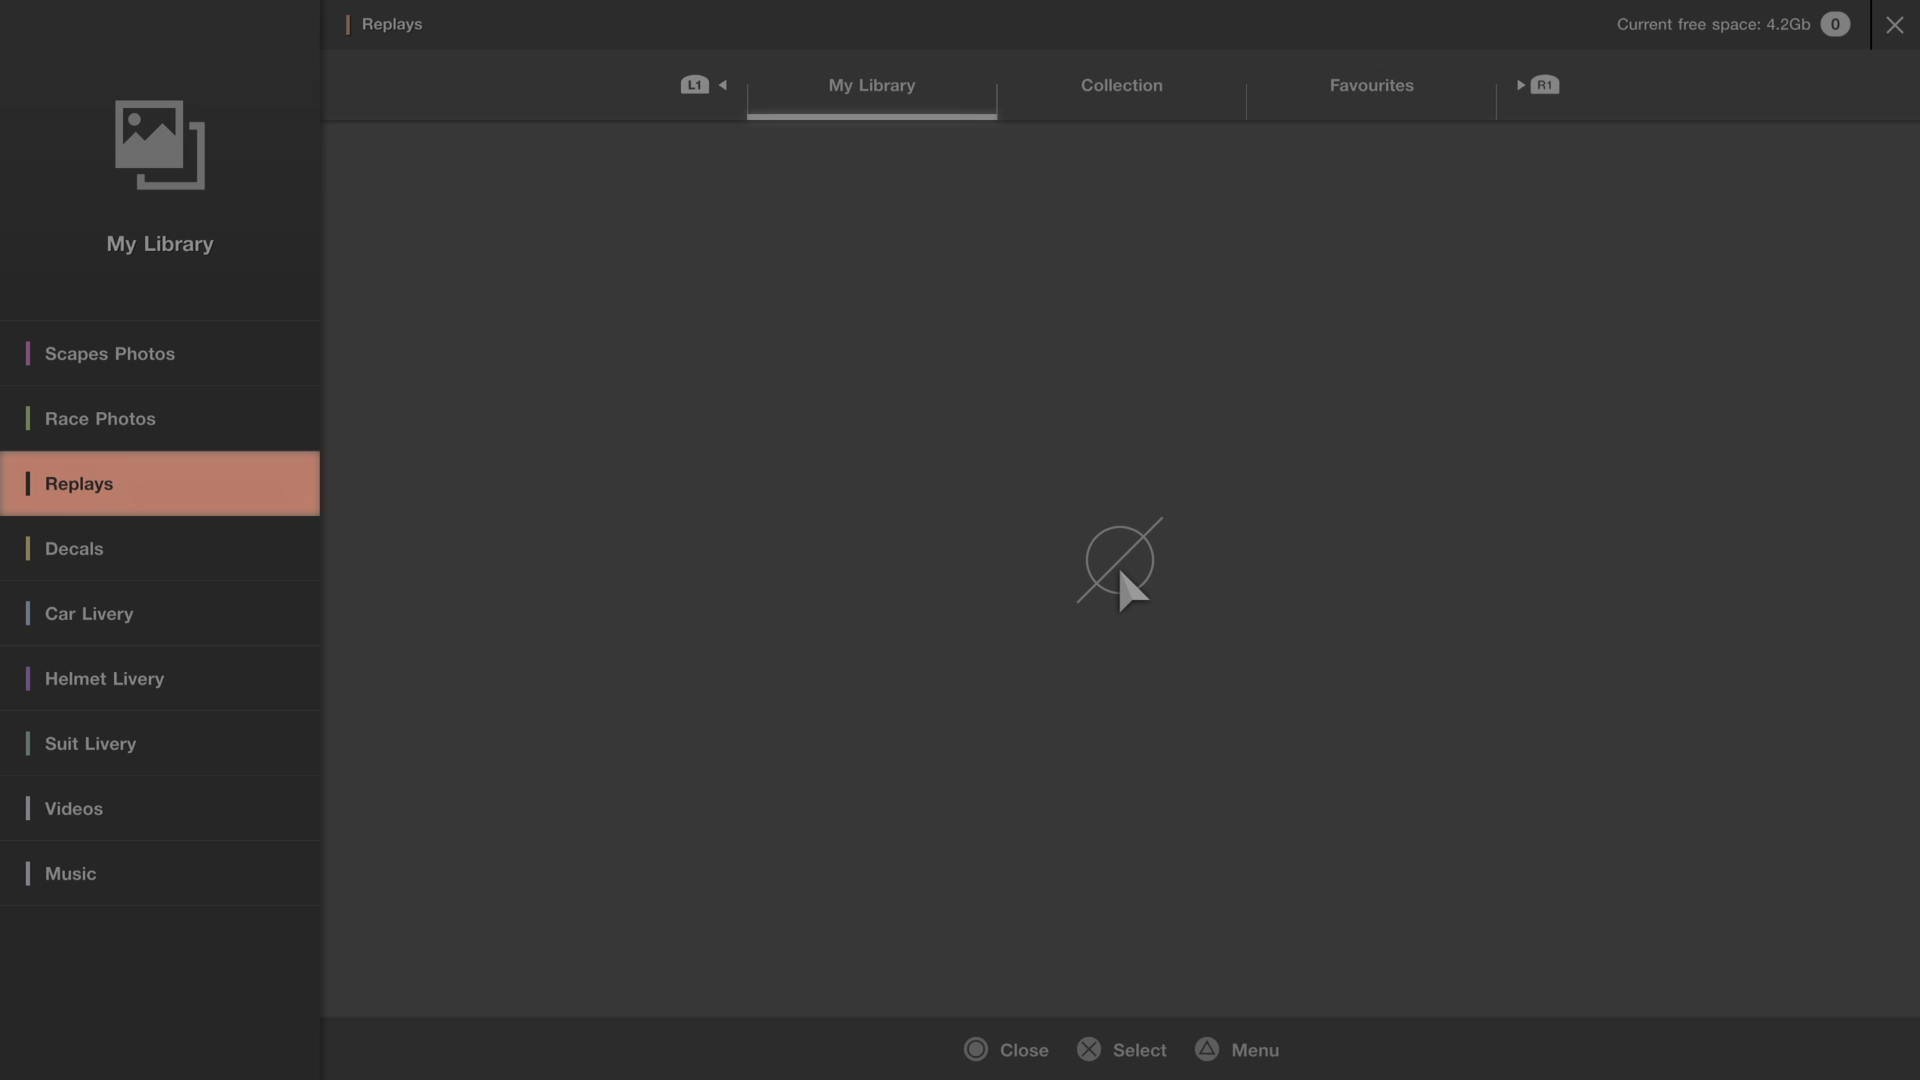 Replays
Current free space: 4.2Gb 0
L1 My Library Collection Favourites R1
My Library
Scapes Photos
Race Photos
Replays
Decals
Car Livery
Helmet Livery
Suit Livery
Videos
Music
Close Select Menu